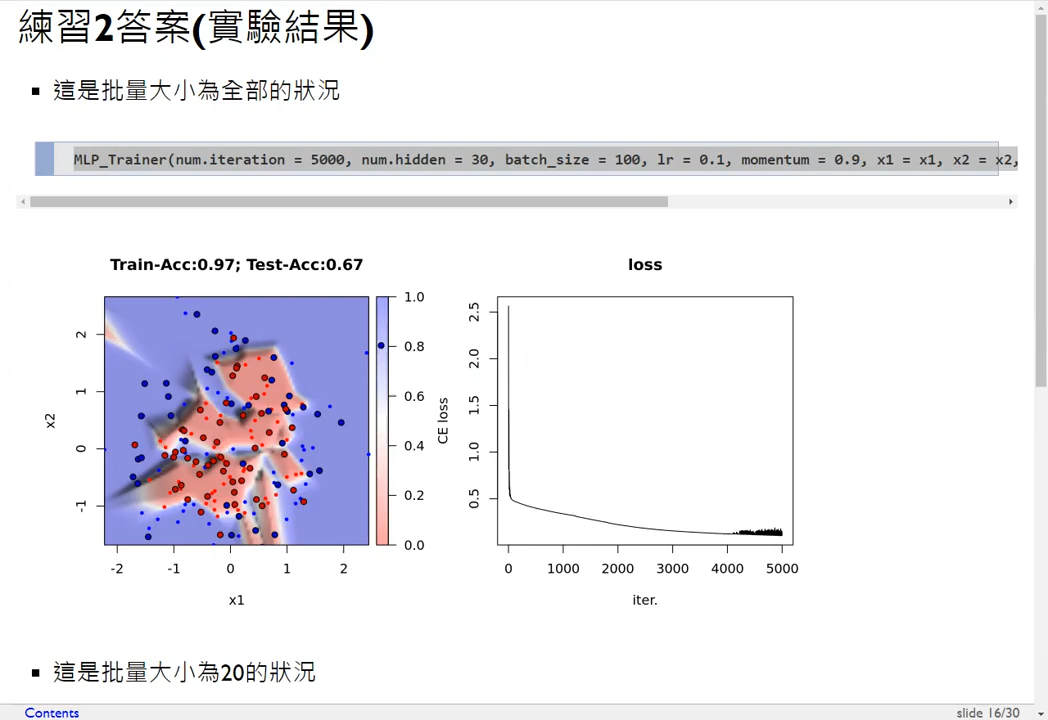 練習2答案(實驗結果)
▪ 這是批量大小為全部的狀況
MLP_Trainer(num.iteration = 5000, num.hidden = 30, batch_size = 100, lr = 0.1, momentum = 0.9, x1 = x1, x2 = x2,
Train-Acc:0.97; Test-Acc:0.67
x2
2
1
0
-1
-2 -1 0 1 2
x1
1.0
0.8
0.6
0.4
0.2
0.0
loss
CE loss
2.5
2.0
1.5
1.0
0.5
0 1000 2000 3000 4000 5000
iter.
▪ 這是批量大小為20的狀況
Contents
slide 16/30